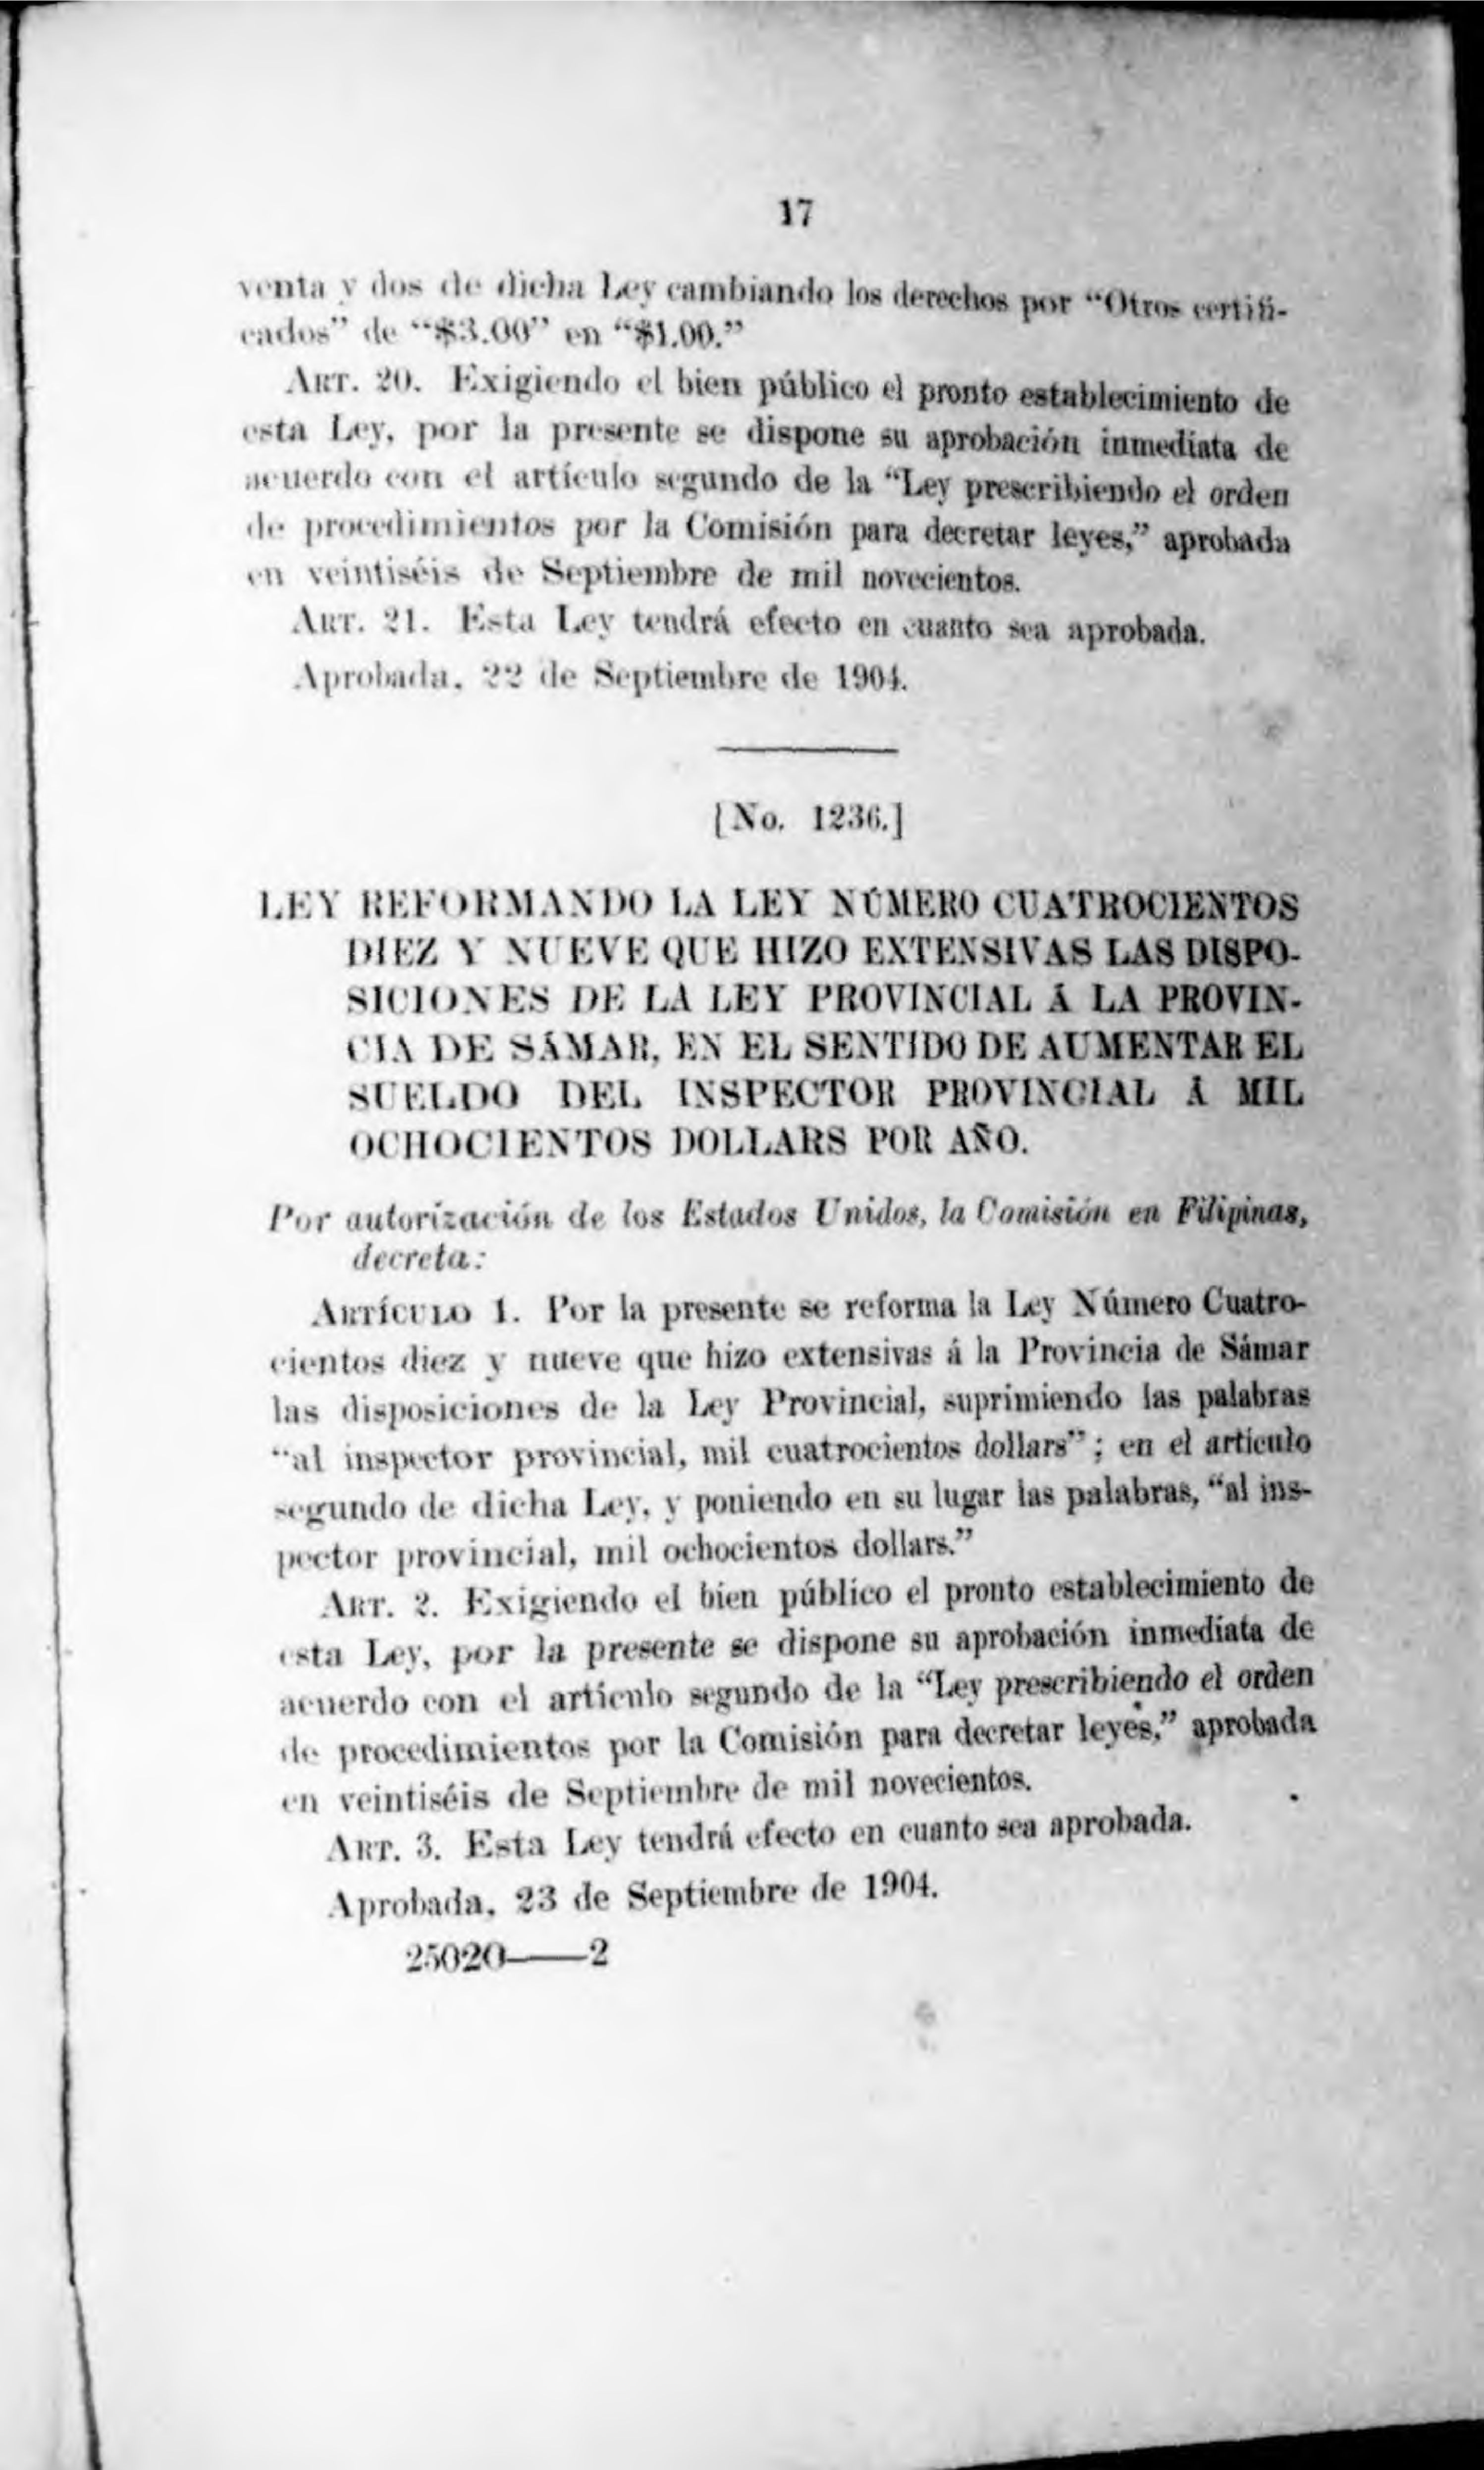 17
venta y dos de dicha Ley cambiando los derechos por “Otros certifi-
cados” de “$3.00” en “$1.00.”
ART. 20. Exigiendo el bien público el pronto establecimiento de
esta Ley, por la presente se dispone su aprobación inmediata de
acuerdo con el artículo segundo de la “Ley prescribiendo el orden
de procedimientos por la Comisión para decretar leyes,” aprobada
en veintiséis de Septiembre de mil novecientos.
ART. 21. Esta Ley tendrá efecto en cuanto sea aprobada.
Aprobada, 22 de Septiembre de 1904.
[No. 1236.]
LEY REFORMANDO LA LEY NÚMERO CUATROCIENTOS
DIEZ Y NUEVE QUE HIZO EXTENSIVAS LAS DISPO-
SICIONES DE LA LEY PROVINCIAL Á LA PROVIN-
CIA DE SÁMAR, EN EL SENTIDO DE AUMENTAR EL
SUELDO DEL INSPECTOR PROVINCIAL Á MIL
OCHOCIENTOS DOLLARS POR AÑO.
Por autorización de los Estados Unidos, la Comisión en Filipinas,
decreta:
ARTÍCULO 1. Por la presente se reforma la Ley Número Cuatro-
cientos diez y nueve que hizo extensivas á la Provincia de Sámar
las disposiciones de la Ley Provincial, suprimiendo las palabras
“al inspector provincial, mil cuatrocientos dollars”; en el artículo
segundo de dicha Ley, y poniendo en su lugar las palabras, “al ins-
pector provincial, mil ochocientos dollars.”
ART. 2. Exigiendo el bien público el pronto establecimiento de
esta Ley, por la presente se dispone su aprobación inmediata de
acuerdo con el artículo segundo de la “Ley prescribiendo el orden
de procedimientos por la Comisión para decretar leyes,” aprobada
en veintiséis de Septiembre de mil novecientos.
ART. 3. Esta Ley tendrá efecto en cuanto sea aprobada.
Aprobada, 23 de Septiembre de 1904.
25020——2